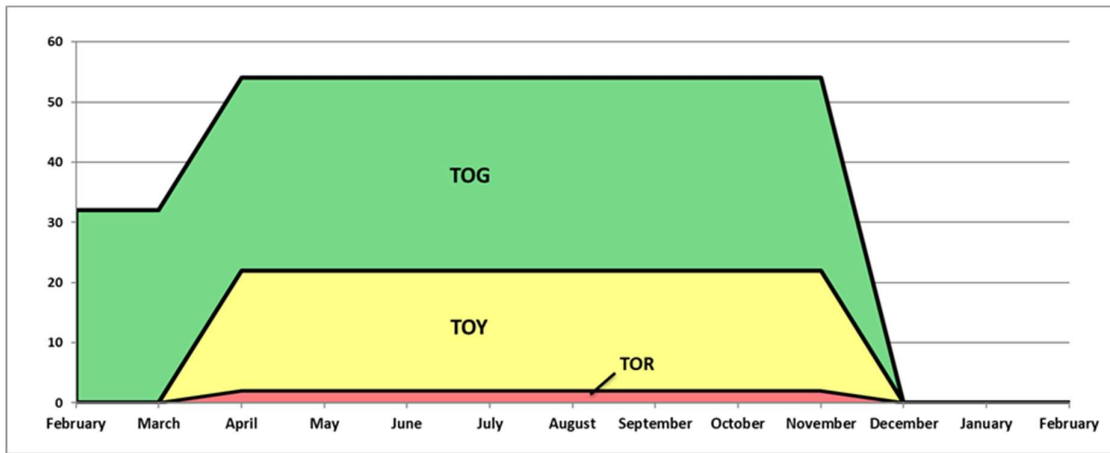 60
50
40
30
20
10
0
TOG
TOY
TOR
February March April May June July August September October November December January February